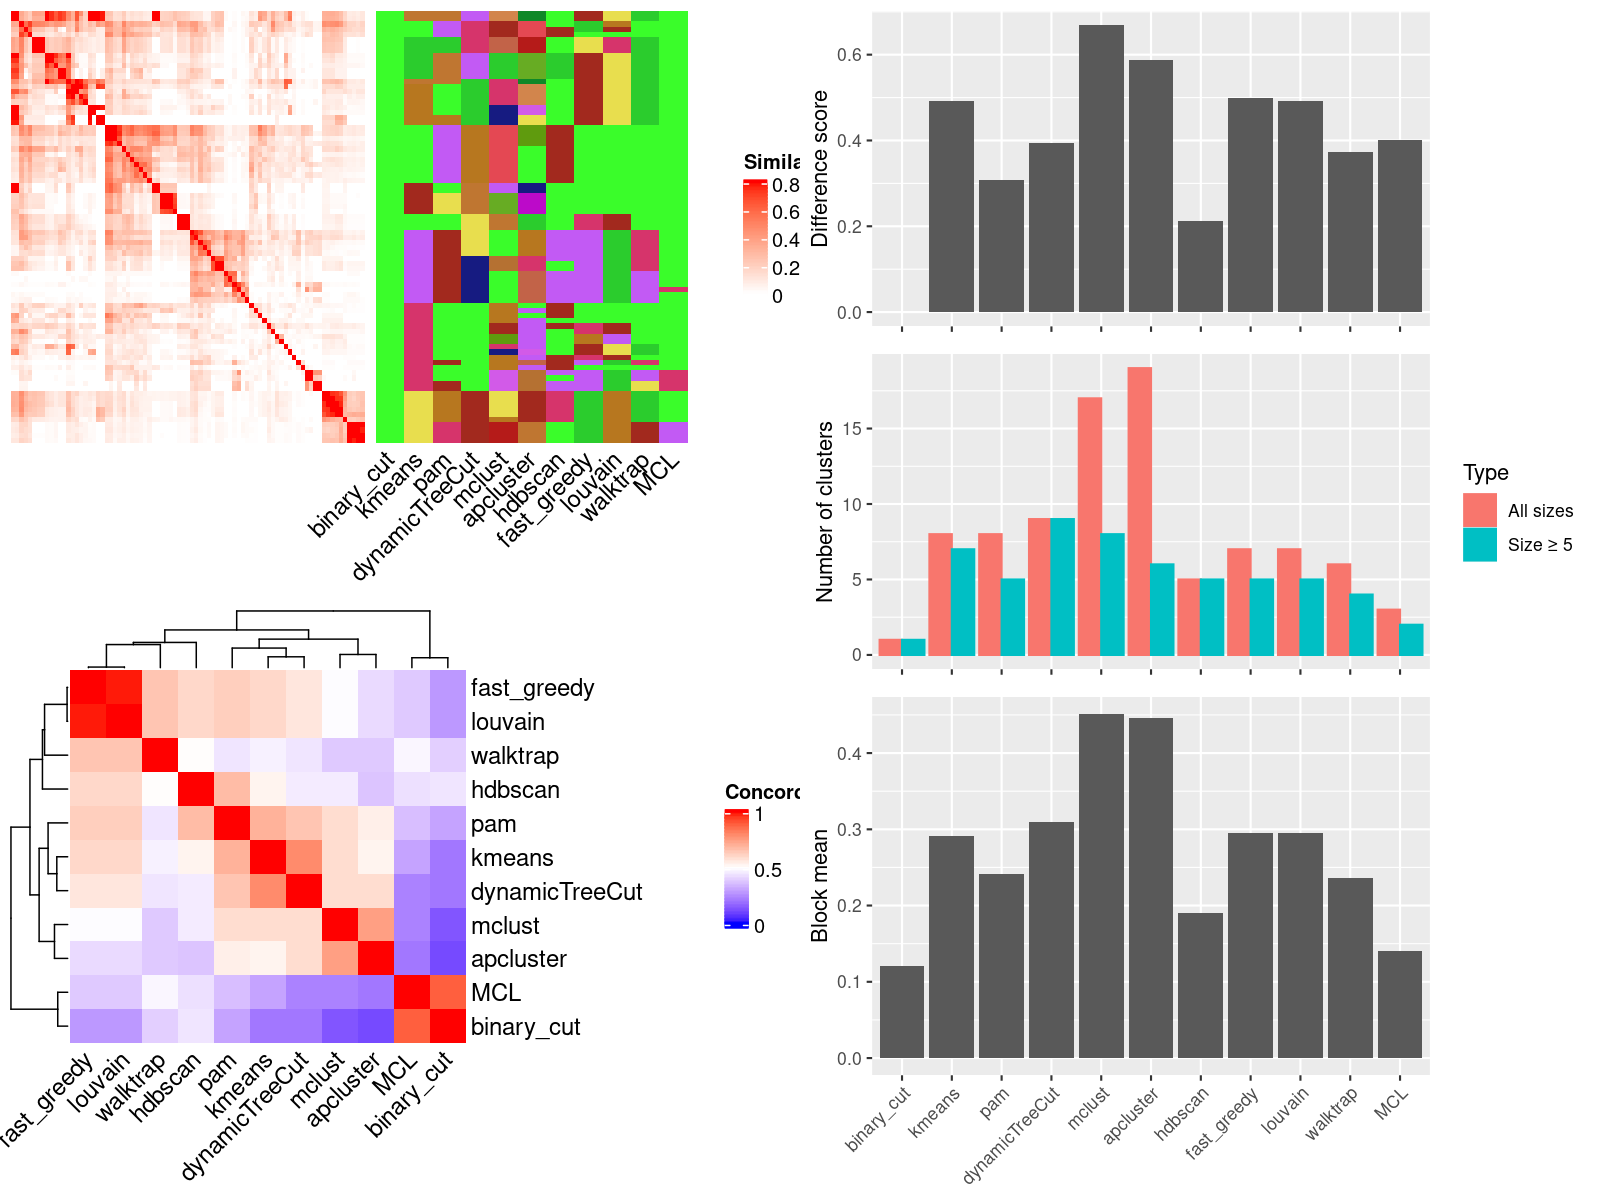 Simila
0.8
0.6
0.4
0.2
0
binary_cut
kmeans
pam
dynamicTreeCut
mclust
apcluster
hdbscan
fast_greedy
louvain
walktrap
MCL
Difference score
0.6
0.4
0.2
0.0
Number of clusters
15
10
5
0
Type
All sizes
Size ≥ 5
fast_greedy
louvain
walktrap
hdbscan
pam
kmeans
dynamicTreeCut
mclust
apcluster
MCL
binary_cut
fast_greedy
louvain
walktrap
hdbscan
pam
kmeans
dynamicTreeCut
mclust
apcluster
MCL
binary_cut
Concord
1
0.5
0
Block mean
0.4
0.3
0.2
0.1
0.0
binary_cut
kmeans
pam
dynamicTreeCut
mclust
apcluster
hdbscan
fast_greedy
louvain
walktrap
MCL